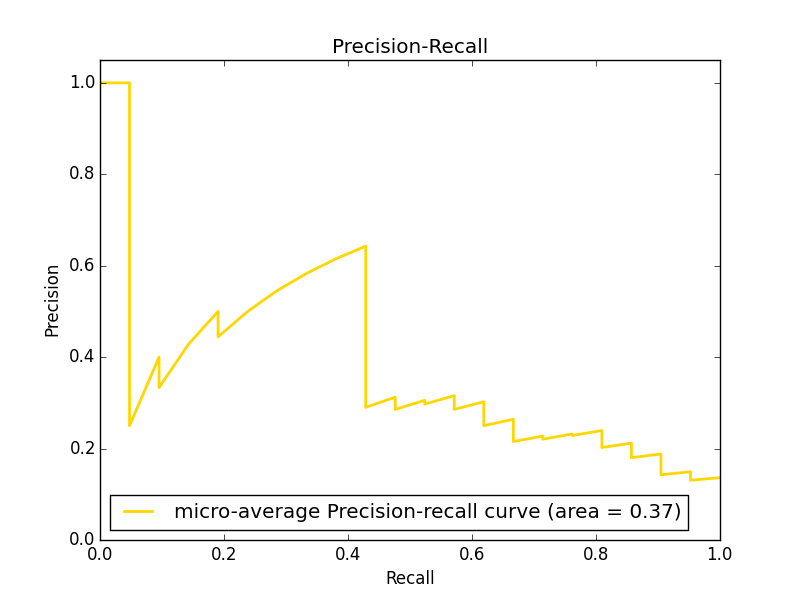 Precision-Recall
1.0
0.8
0.6
0.4
0.2
0.0
Precision
micro-average Precision-recall curve (area = 0.37)
0.0 0.2 0.4 0.6 0.8 1.0
Recall